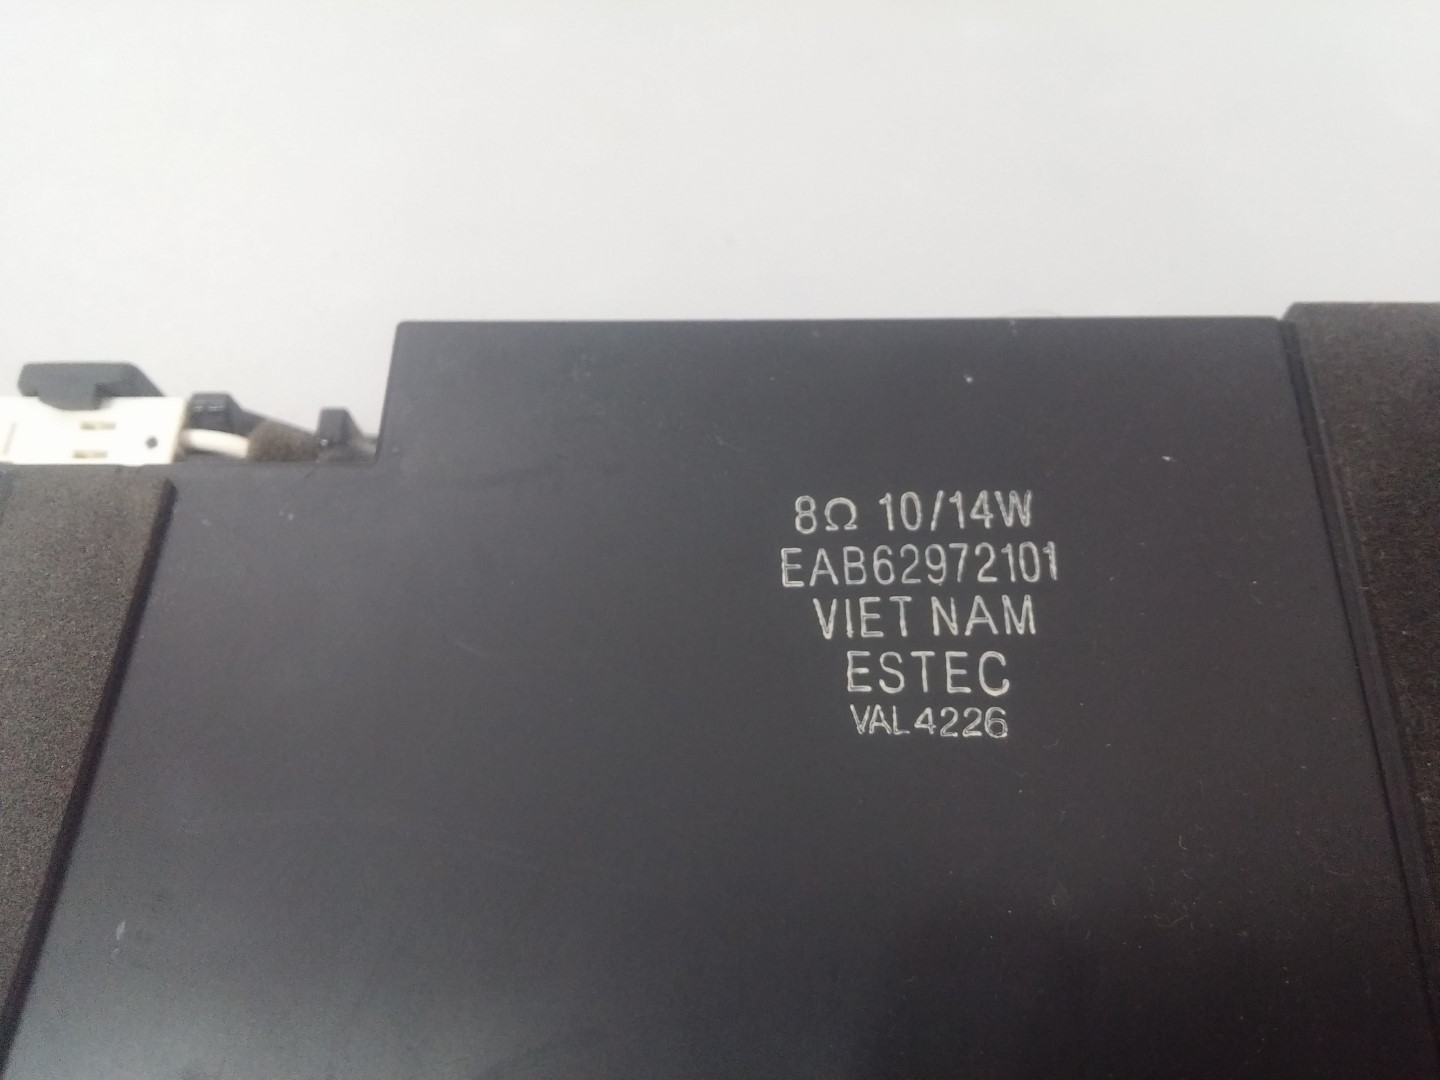 8Ω 10/14W
EAB62972101
VIET NAM
ESTEC
VAL4226